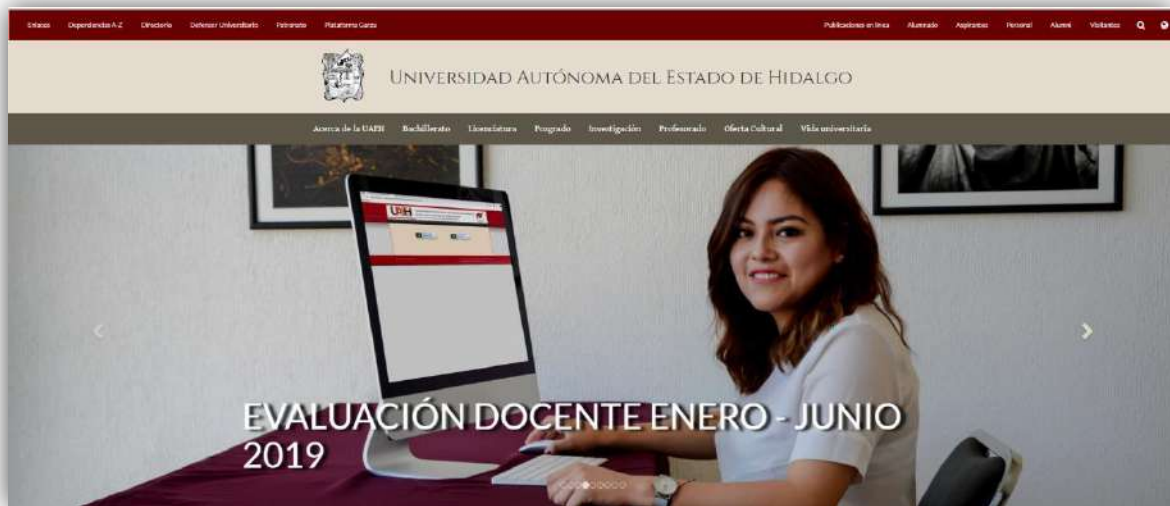 Enlaces Dependencias A-Z Directorio Defensor Universitario Patronato Plataforma Garza Publicaciones en línea Alumnado Aspirantes Personal Alumni Visitantes
UNIVERSIDAD AUTÓNOMA DEL ESTADO DE HIDALGO
Acerca de la UAEH Bachillerato Licenciatura Posgrado Investigación Profesorado Oferta Cultural Vida universitaria
EVALUACIÓN DOCENTE ENERO - JUNIO
2019